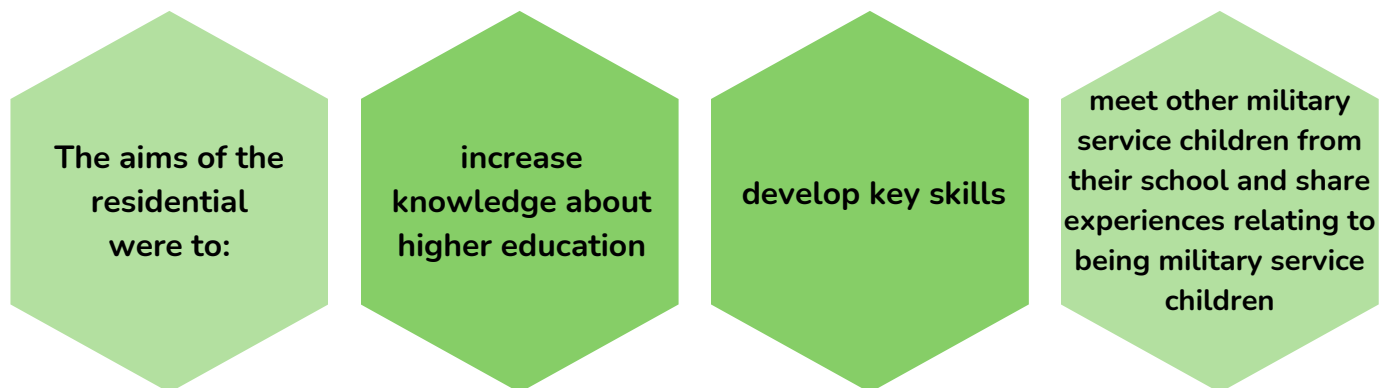 The aims of the
residential
were to:
increase
knowledge about
higher education
develop key skills
meet other military
service children from
their school and share
experiences relating to
being military service
children